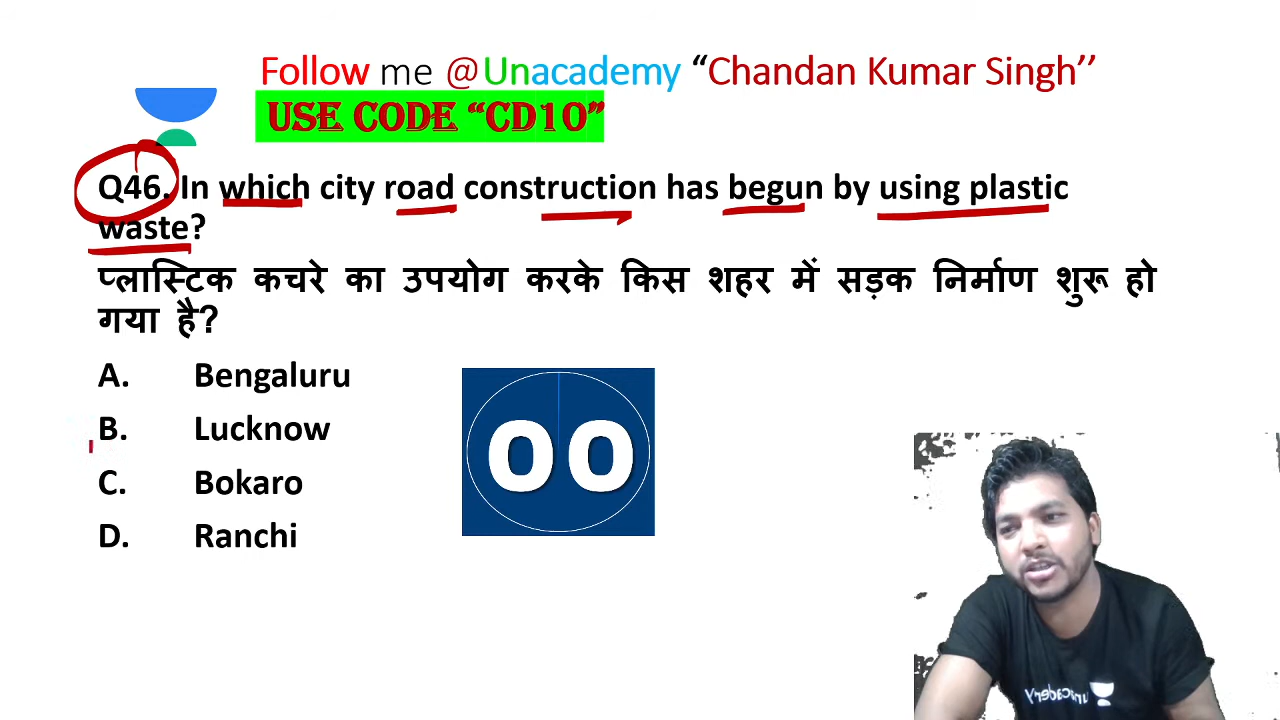 Follow me @Unacademy “Chandan Kumar Singh’’
USE CODE “CD10”
Q46. In which city road construction has begun by using plastic
waste?
प्लास्टिक कचरे का उपयोग करके किस शहर में सड़क निर्माण शुरू हो
गया है?
A. Bengaluru
B. Lucknow
C. Bokaro
D. Ranchi
00
unacademy